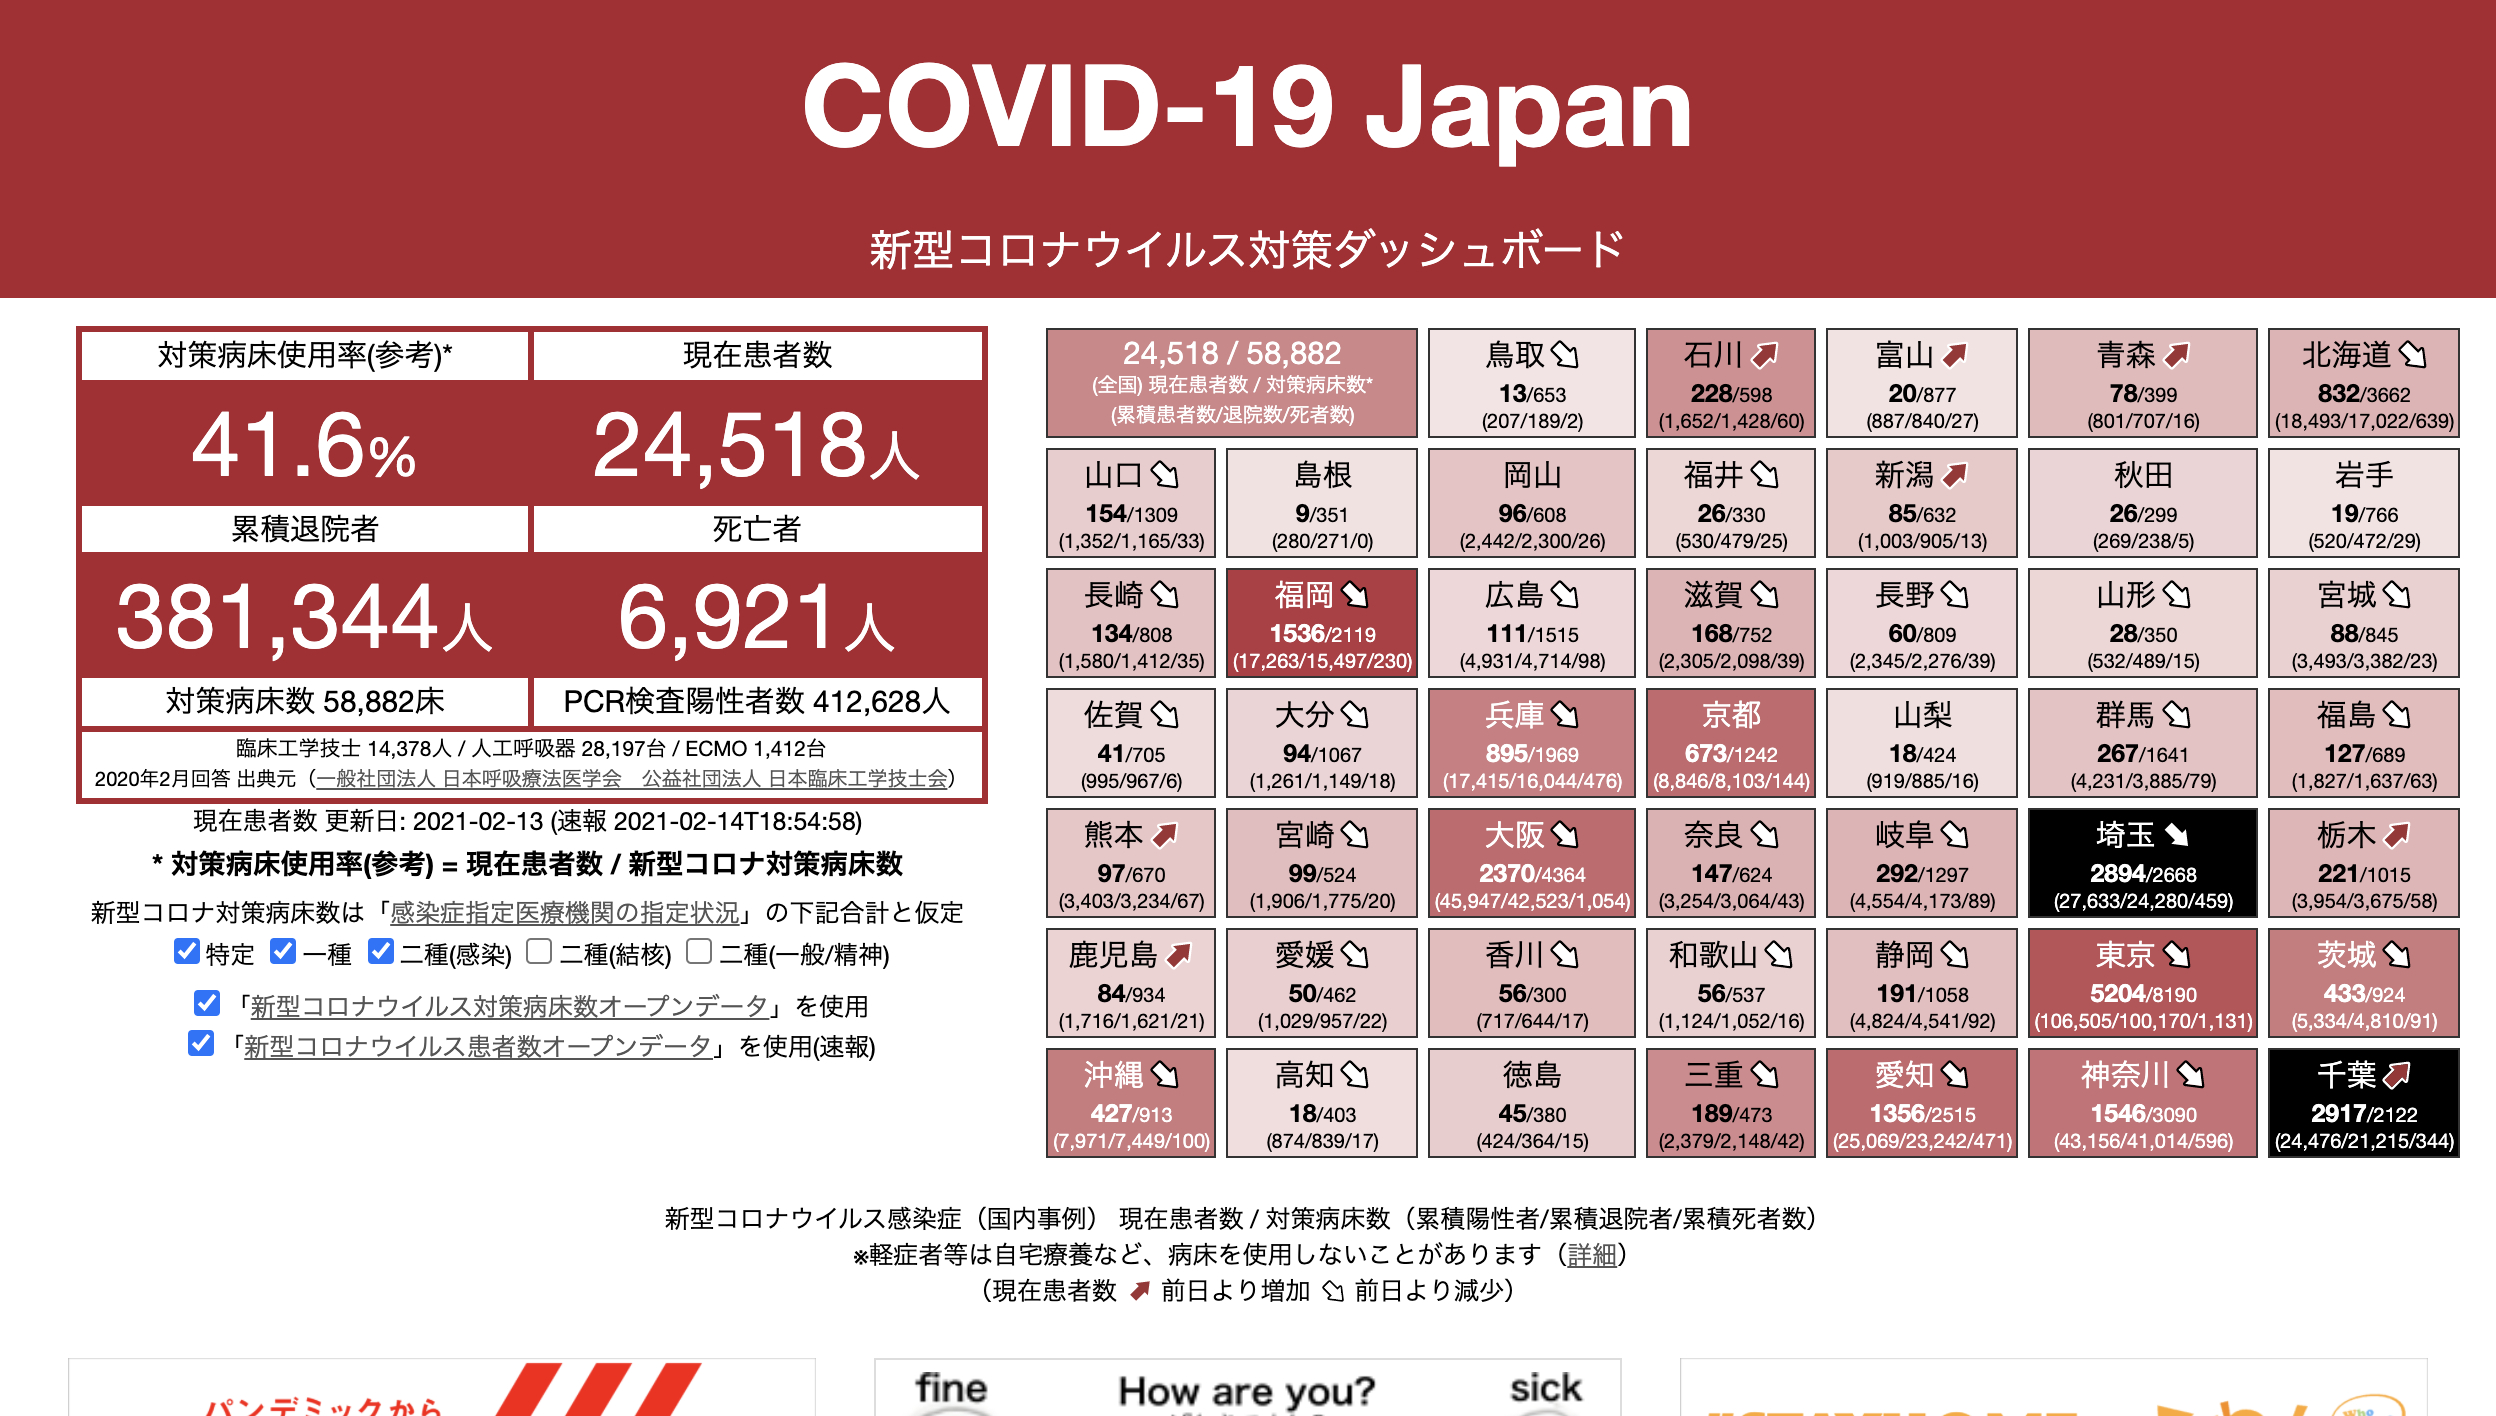 COVID-19 Japan
新型コロナウイルス対策ダッシュボード
対策病床使用率(参考)*
現在患者数
41.6%
24,518人
累積退院者
死亡者
381,344人
6,921人
対策病床数 58,882床
PCR検査陽性者数 412,628人
臨床工学技士 14,378人 / 人工呼吸器 28,197台 / ECMO 1,412台
2020年2月回答 出典元（一般社団法人 日本呼吸療法医学会　公益社団法人 日本臨床工学技士会）
現在患者数 更新日: 2021-02-13 (速報 2021-02-14T18:54:58)
* 対策病床使用率(参考) = 現在患者数 / 新型コロナ対策病床数
新型コロナ対策病床数は「感染症指定医療機関の指定状況」の下記合計と仮定
特定 一種 二種(感染) 二種(結核) 二種(一般/精神)
「新型コロナウイルス対策病床数オープンデータ」を使用
「新型コロナウイルス患者数オープンデータ」を使用(速報)
24,518 / 58,882
(全国) 現在患者数 / 対策病床数*
(累積患者数/退院数/死者数)
鳥取
13/653
(207/189/2)
石川
228/598
(1,652/1,428/60)
富山
20/877
(887/840/27)
青森
78/399
(801/707/16)
北海道
832/3662
(18,493/17,022/639)
山口
154/1309
(1,352/1,165/33)
島根
9/351
(280/271/0)
岡山
96/608
(2,442/2,300/26)
福井
26/330
(530/479/25)
新潟
85/632
(1,003/905/13)
秋田
26/299
(269/238/5)
岩手
19/766
(520/472/29)
長崎
134/808
(1,580/1,412/35)
福岡
1536/2119
(17,263/15,497/230)
広島
111/1515
(4,931/4,714/98)
滋賀
168/752
(2,305/2,098/39)
長野
60/809
(2,345/2,276/39)
山形
28/350
(532/489/15)
宮城
88/845
(3,493/3,382/23)
佐賀
41/705
(995/967/6)
大分
94/1067
(1,261/1,149/18)
兵庫
895/1969
(17,415/16,044/476)
京都
673/1242
(8,846/8,103/144)
山梨
18/424
(919/885/16)
群馬
267/1641
(4,231/3,885/79)
福島
127/689
(1,827/1,637/63)
熊本
97/670
(3,403/3,234/67)
宮崎
99/524
(1,906/1,775/20)
大阪
2370/4364
(45,947/42,523/1,054)
奈良
147/624
(3,254/3,064/43)
岐阜
292/1297
(4,554/4,173/89)
埼玉
2894/2668
(27,633/24,280/459)
栃木
221/1015
(3,954/3,675/58)
鹿児島
84/934
(1,716/1,621/21)
愛媛
50/462
(1,029/957/22)
香川
56/300
(717/644/17)
和歌山
56/537
(1,124/1,052/16)
静岡
191/1058
(4,824/4,541/92)
東京
5204/8190
(106,505/100,170/1,131)
茨城
433/924
(5,334/4,810/91)
沖縄
427/913
(7,971/7,449/100)
高知
18/403
(874/839/17)
徳島
45/380
(424/364/15)
三重
189/473
(2,379/2,148/42)
愛知
1356/2515
(25,069/23,242/471)
神奈川
1546/3090
(43,156/41,014/596)
千葉
2917/2122
(24,476/21,215/344)
新型コロナウイルス感染症（国内事例） 現在患者数 / 対策病床数（累積陽性者/累積退院者/累積死者数）
※軽症者等は自宅療養など、病床を使用しないことがあります（詳細）
（現在患者数 前日より増加 前日より減少）
パンデミックから
fine
How are you?
sick